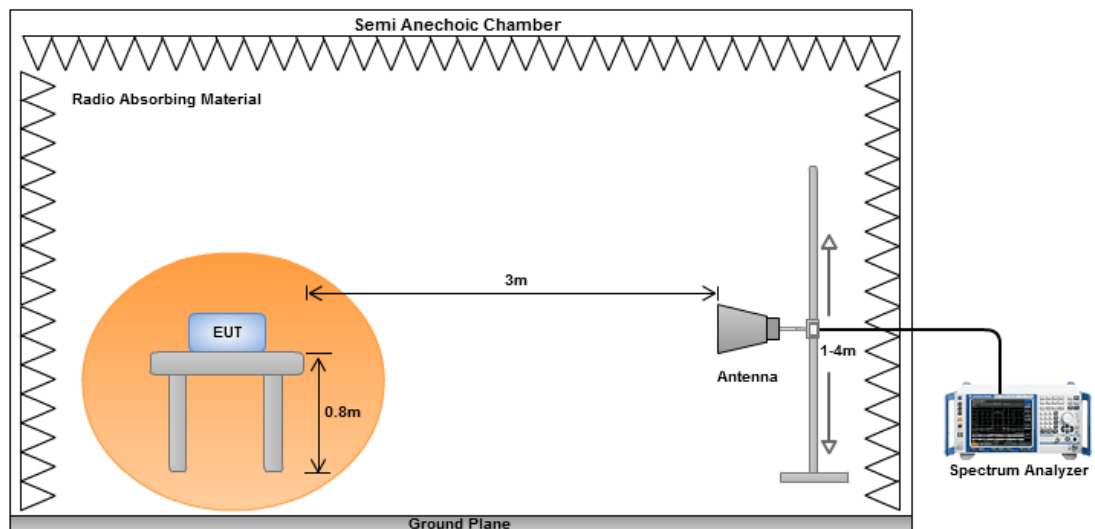 Semi Anechoic Chamber
Radio Absorbing Material
3m
EUT
1-4m
Antenna
0.8m
Spectrum Analyzer
Ground Plane